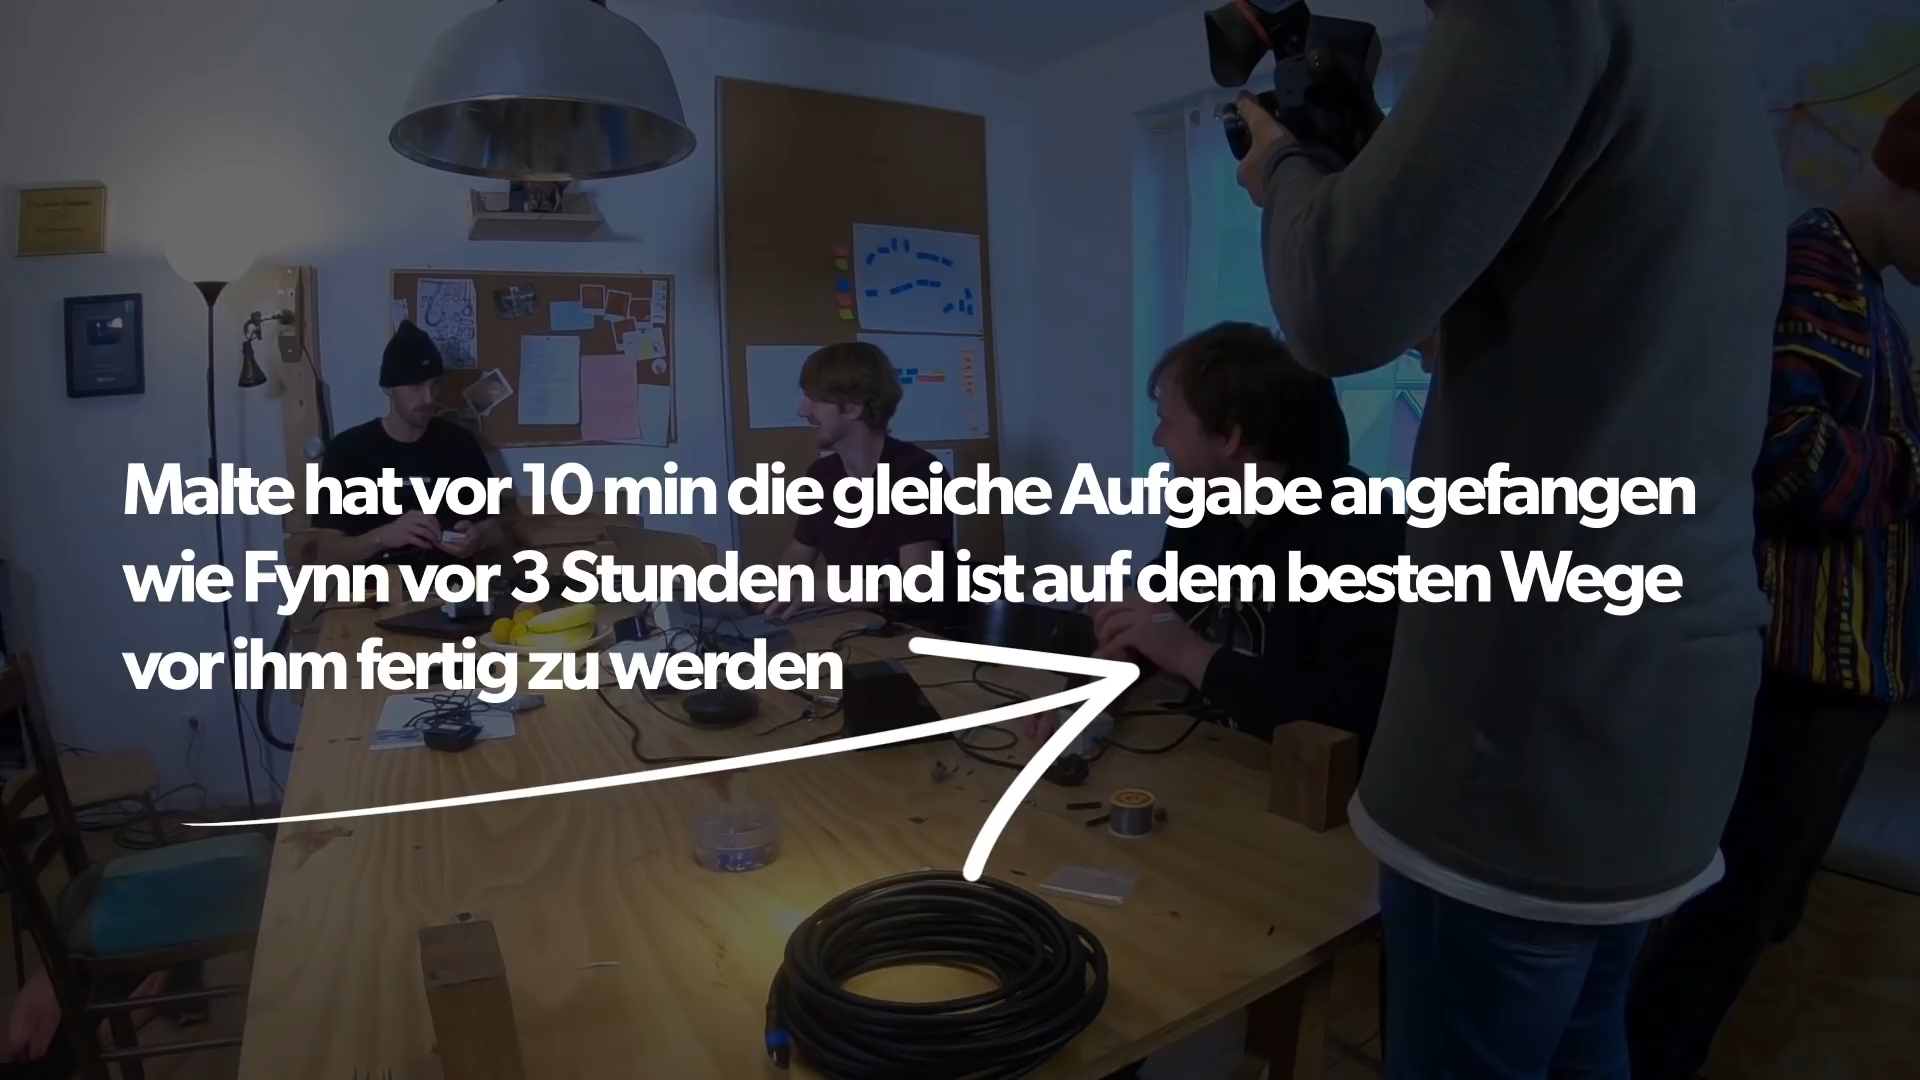 Malte hat vor 10 min die gleiche Aufgabe angefangen
wie Fynn vor 3 Stunden und ist auf dem besten Wege
vor ihm fertig zu werden